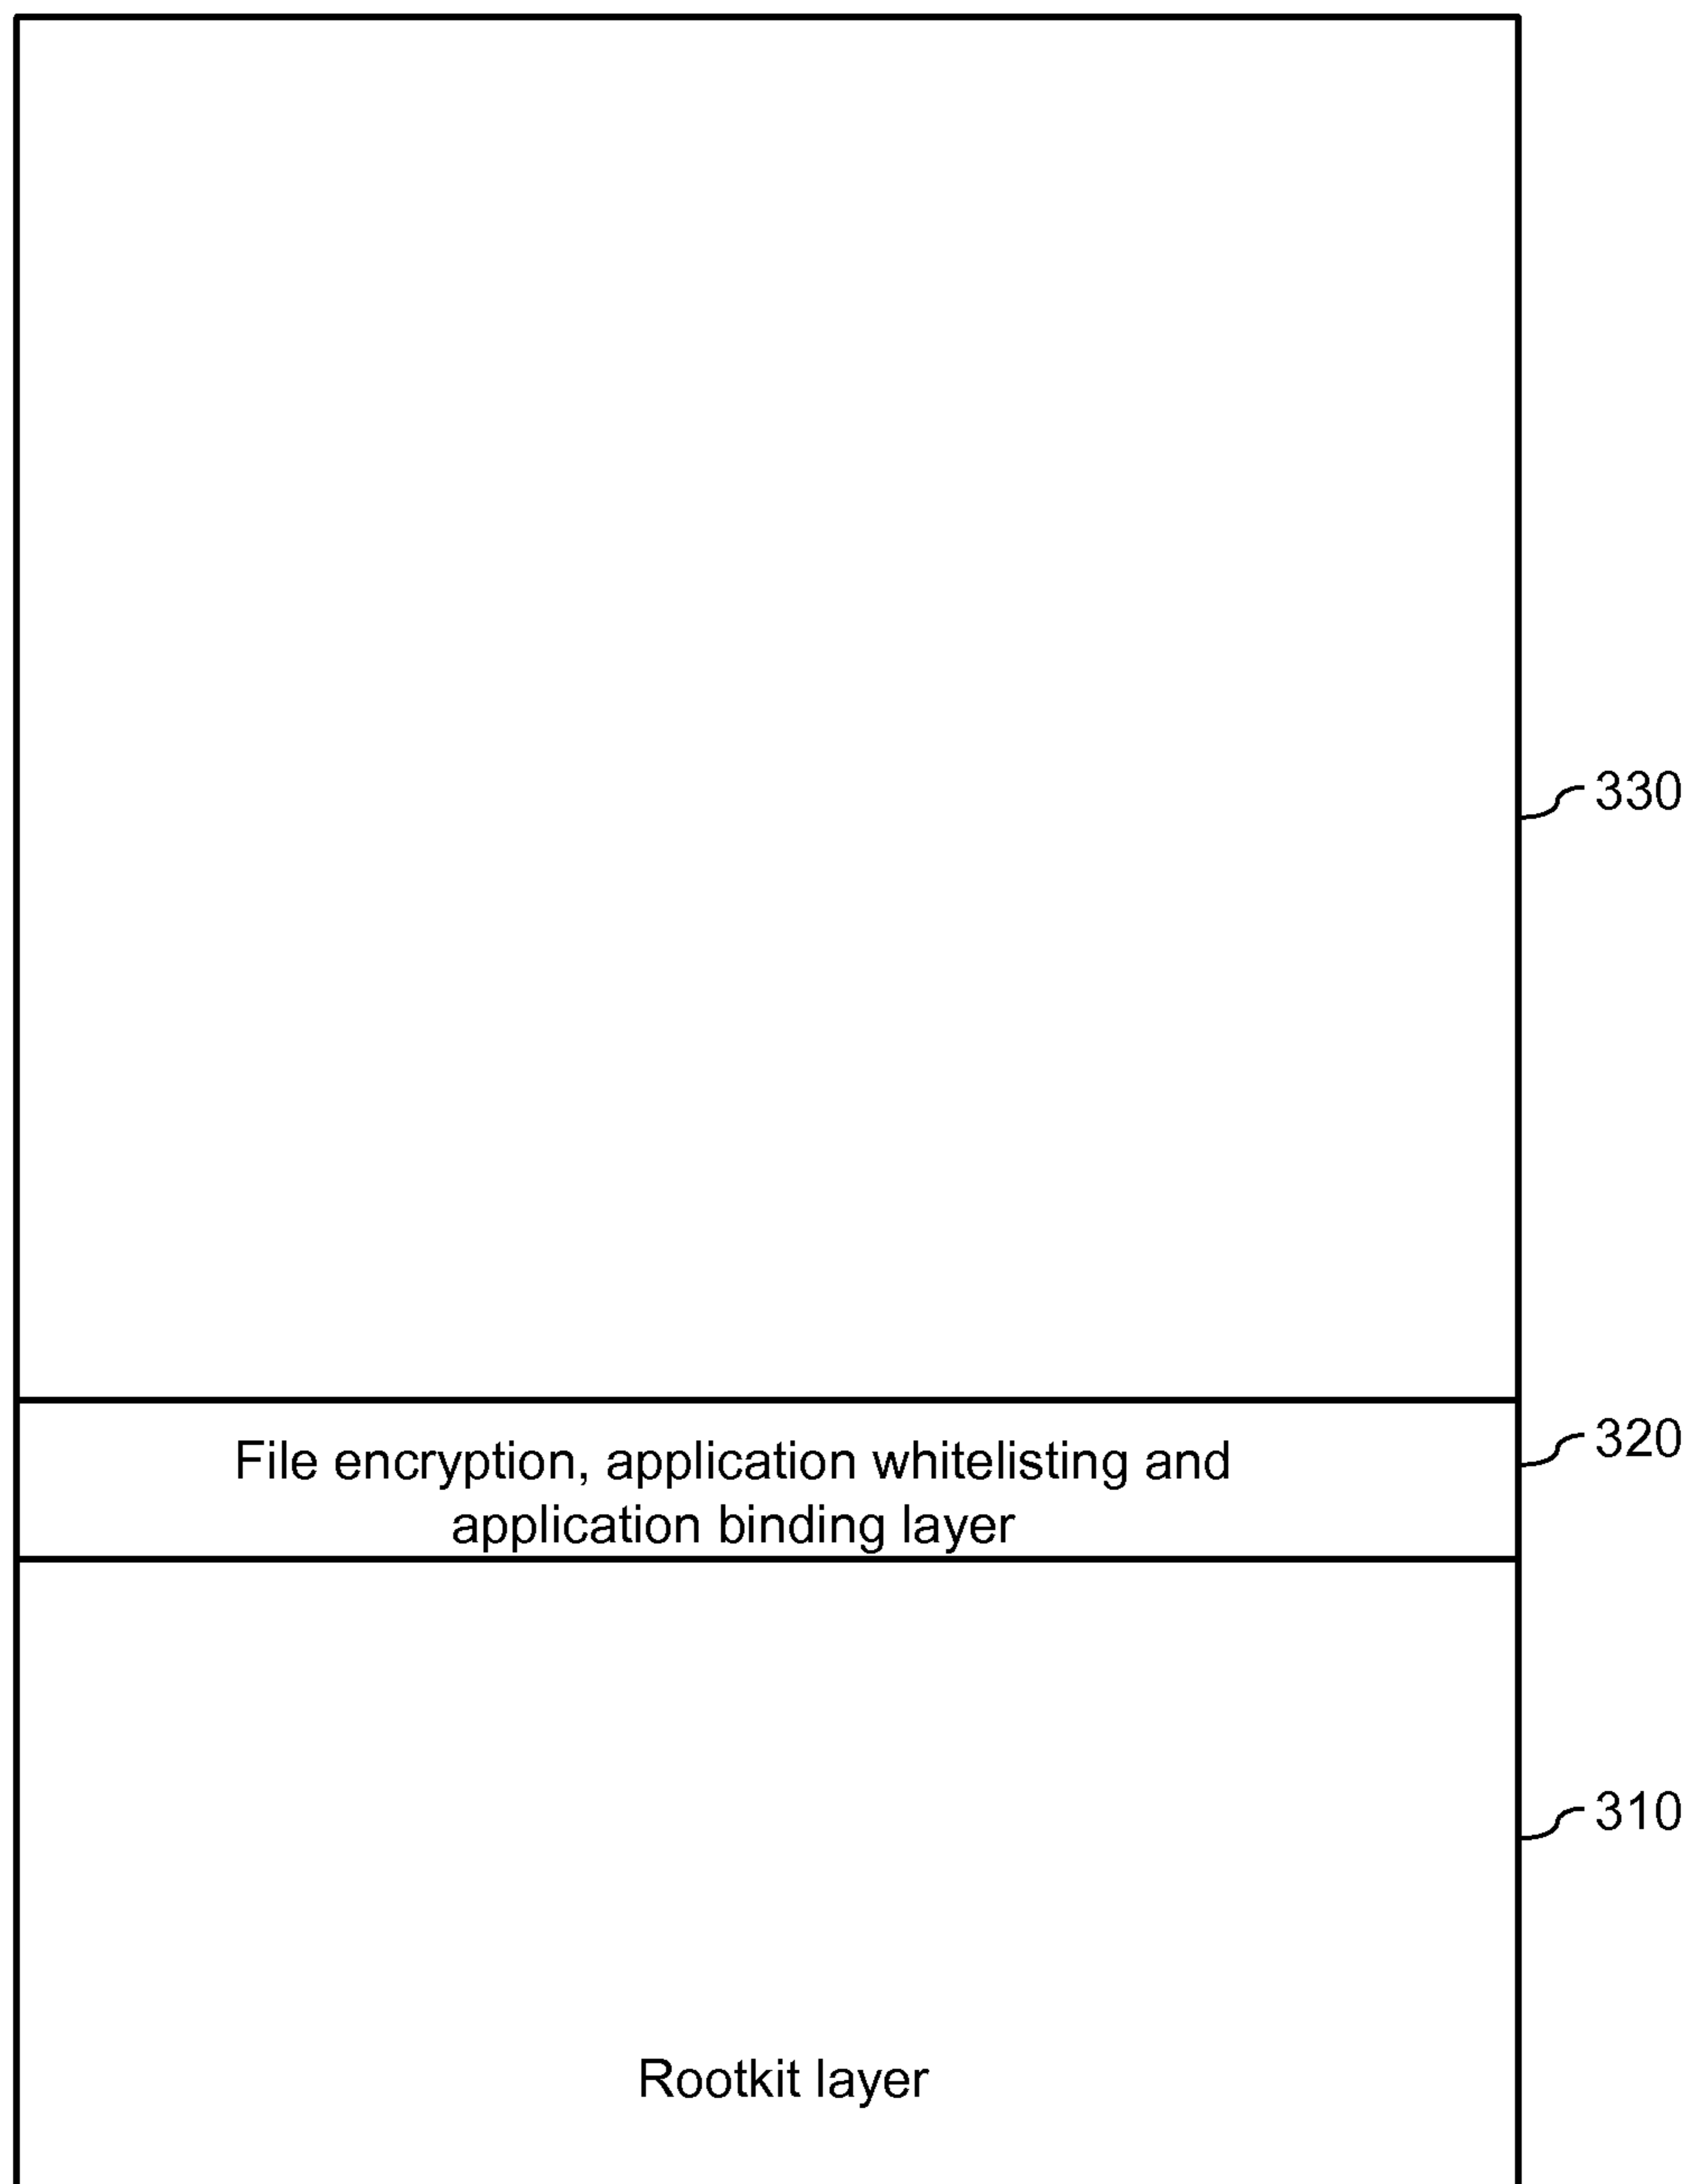 330
File encryption, application whitelisting and
application binding layer
320
310
Rootkit layer